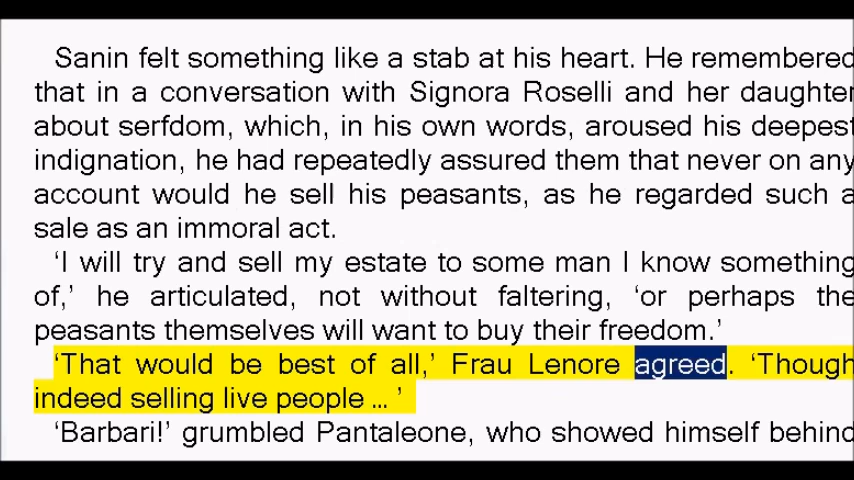 Sanin felt something like a stab at his heart. He remembered
that in a conversation with Signora Roselli and her daughter
about serfdom, which, in his own words, aroused his deepest
indignation, he had repeatedly assured them that never on any
account would he sell his peasants, as he regarded such a
sale as an immoral act.
‘I will try and sell my estate to some man I know something
of,’ he articulated, not without faltering, ‘or perhaps the
peasants themselves will want to buy their freedom.’
‘That would be best of all,’ Frau Lenore agreed. ‘Though
indeed selling live people ... ’
‘Barbari!’ grumbled Pantaleone, who showed himself behind